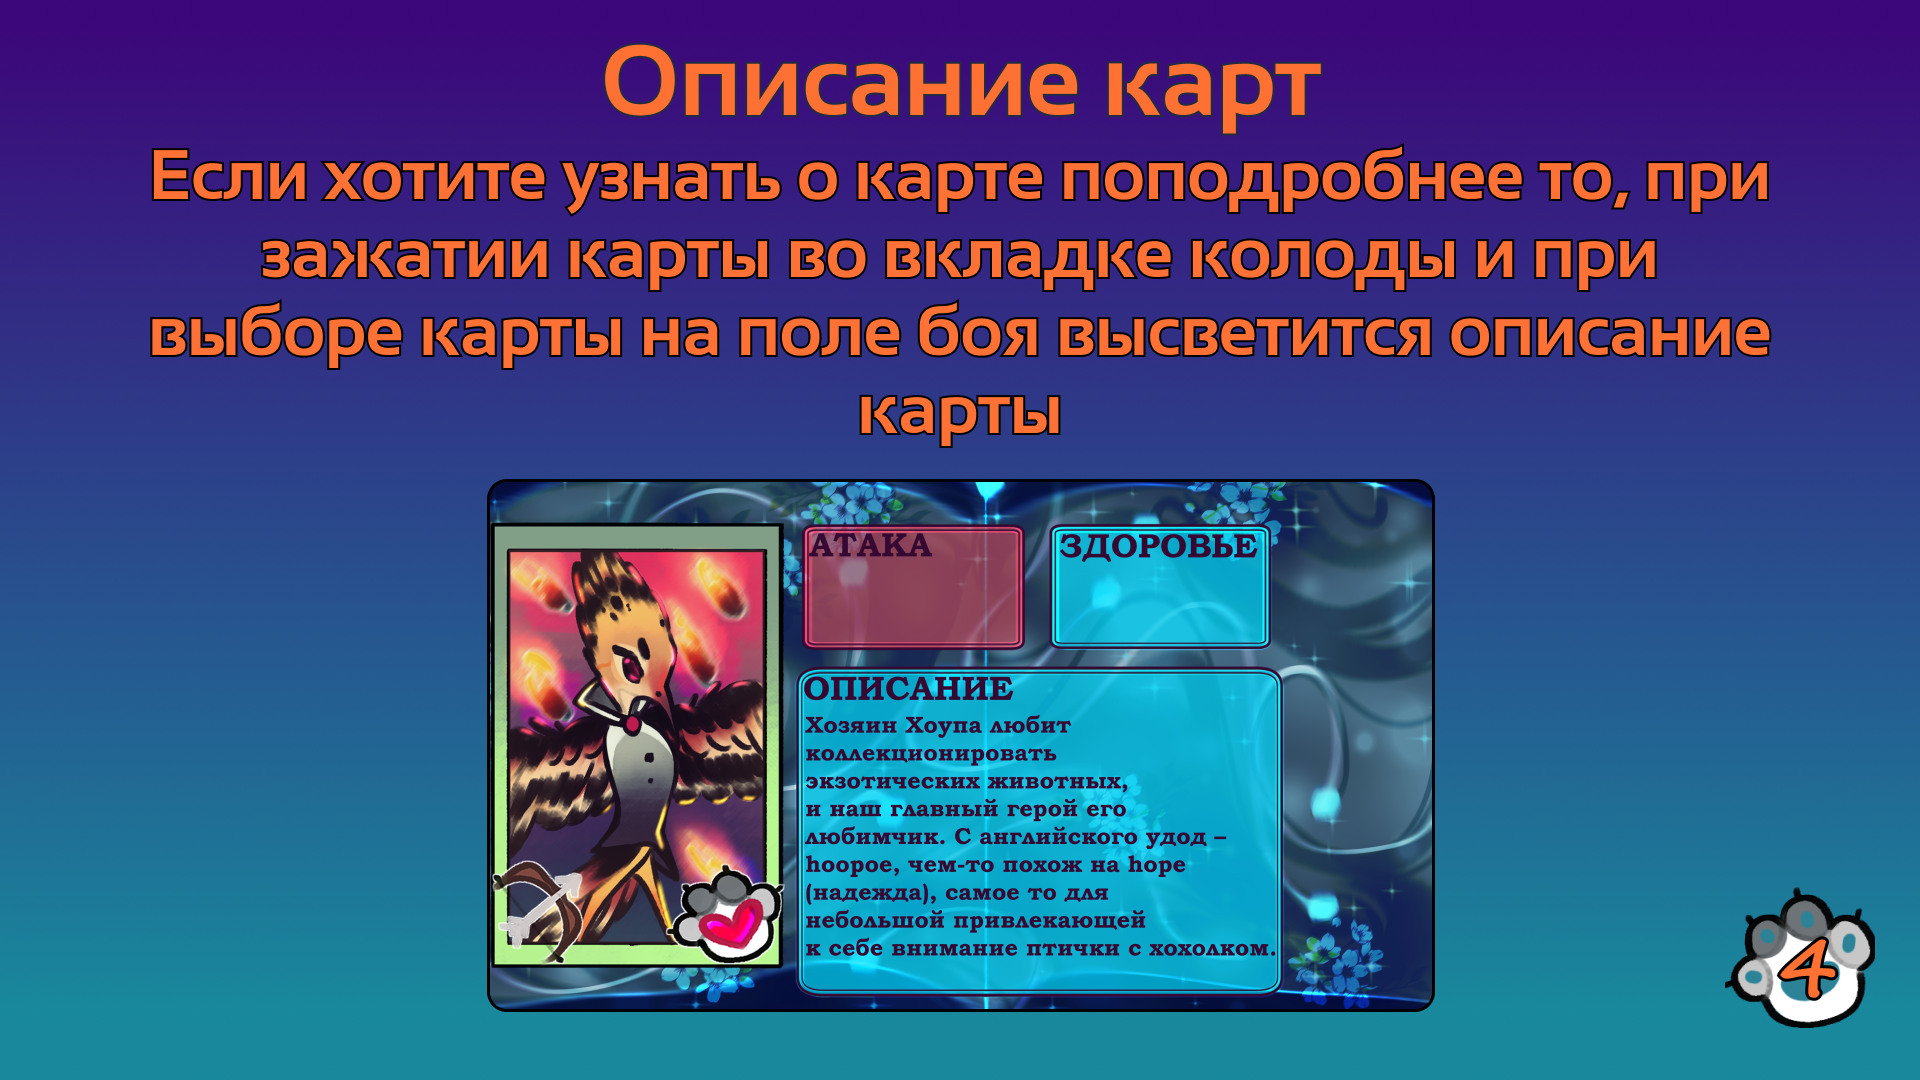 Описание карт
Если хотите узнать о карте поподробнее то, при
зажатии карты во вкладке колоды и при
выборе карты на поле боя высветится описание
карты
АТАКА
ЗДОРОВЬЕ
ОПИСАНИЕ
Хозяин Хоупа любит
коллекционировать
экзотических животных,
и наш главный герой его
любимчик. С английского удод –
hoopoe, чем-то похож на hope
(надежда), самое то для
небольшой привлекающей
к себе внимание птички с хохолком.
4